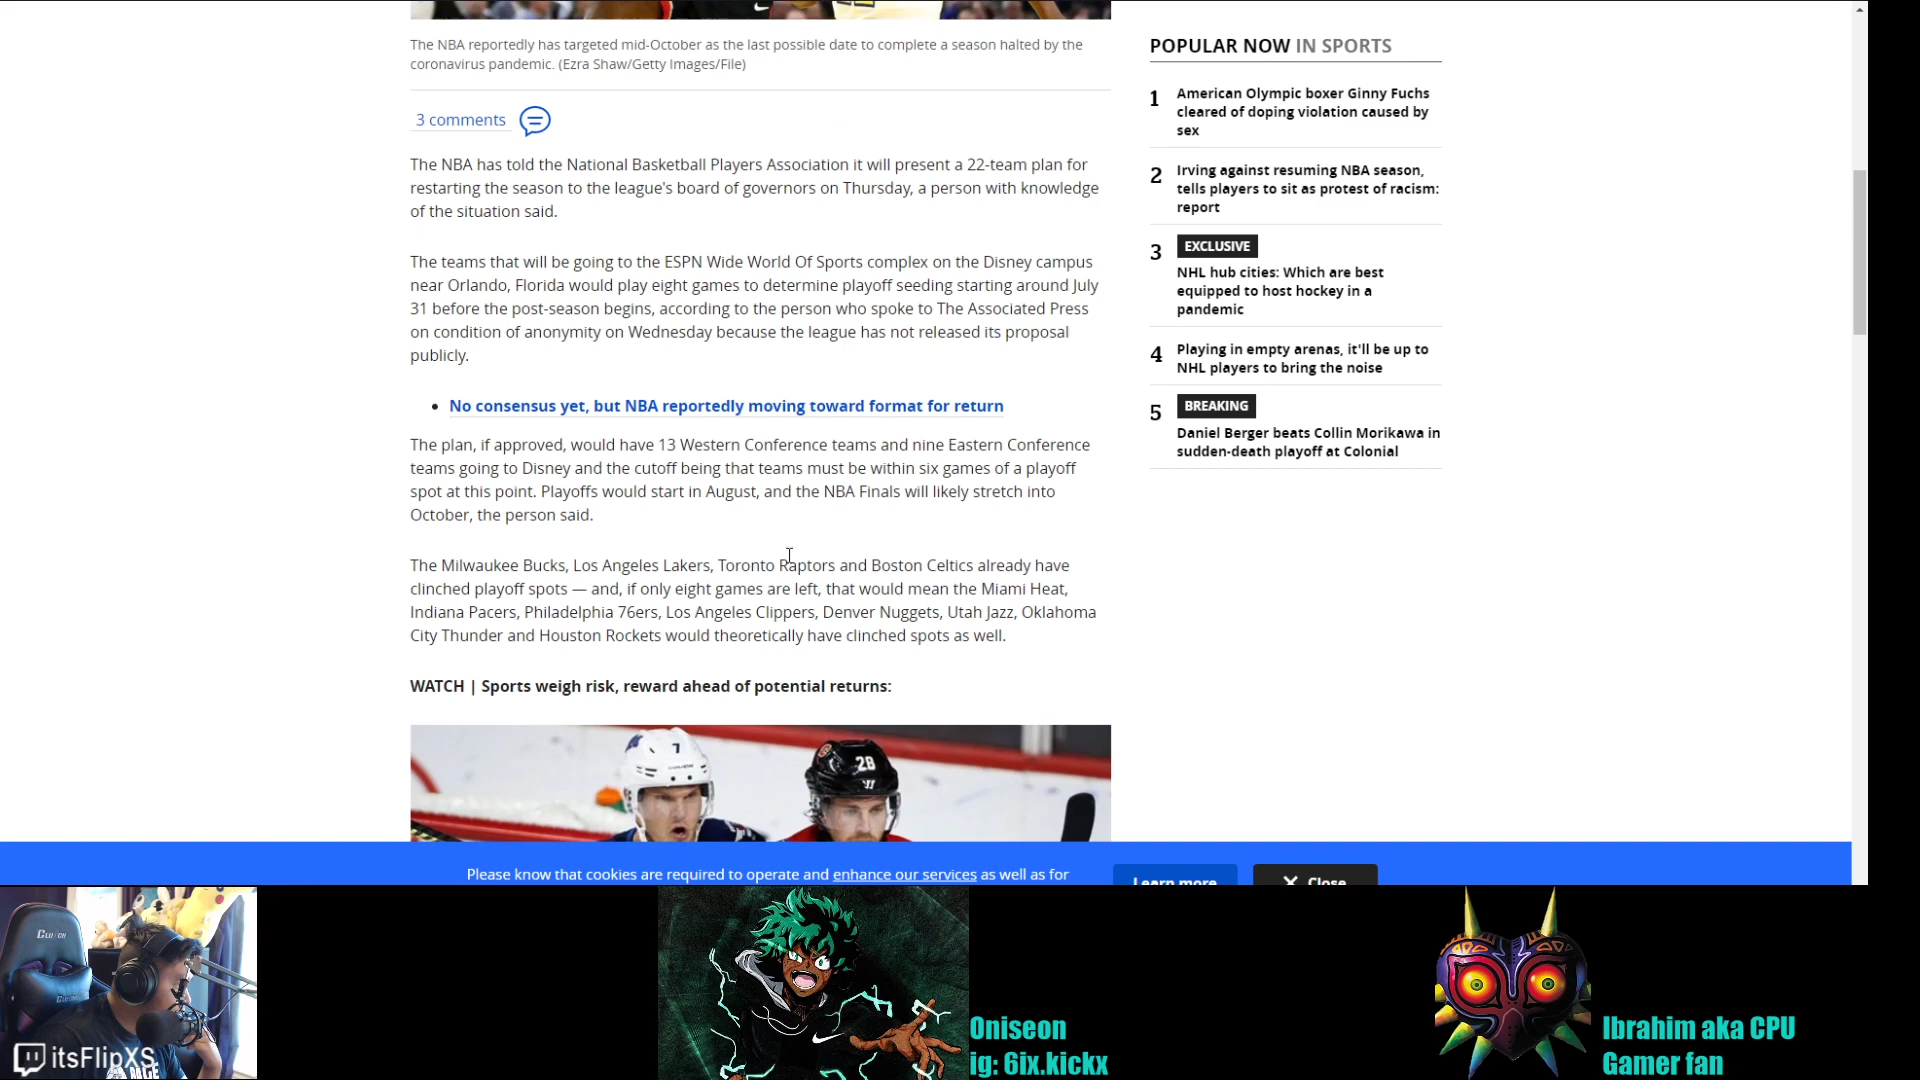 The NBA reportedly has targeted mid-October as the last possible date to complete a season halted by the
coronavirus pandemic. (Ezra Shaw/Getty Images/File)
3 comments
The NBA has told the National Basketball Players Association it will present a 22-team plan for
restarting the season to the league's board of governors on Thursday, a person with knowledge
of the situation said.
The teams that will be going to the ESPN Wide World Of Sports complex on the Disney campus
near Orlando, Florida would play eight games to determine playoff seeding starting around July
31 before the post-season begins, according to the person who spoke to The Associated Press
on condition of anonymity on Wednesday because the league has not released its proposal
publicly.
• No consensus yet, but NBA reportedly moving toward format for return
The plan, if approved, would have 13 Western Conference teams and nine Eastern Conference
teams going to Disney and the cutoff being that teams must be within six games of a playoff
spot at this point. Playoffs would start in August, and the NBA Finals will likely stretch into
October, the person said.
The Milwaukee Bucks, Los Angeles Lakers, Toronto Raptors and Boston Celtics already have
clinched playoff spots — and, if only eight games are left, that would mean the Miami Heat,
Indiana Pacers, Philadelphia 76ers, Los Angeles Clippers, Denver Nuggets, Utah Jazz, Oklahoma
City Thunder and Houston Rockets would theoretically have clinched spots as well.
WATCH | Sports weigh risk, reward ahead of potential returns:
7
28
POPULAR NOW IN SPORTS
1 American Olympic boxer Ginny Fuchs
cleared of doping violation caused by
sex
2 Irving against resuming NBA season,
tells players to sit as protest of racism:
report
3 EXCLUSIVE
NHL hub cities: Which are best
equipped to host hockey in a
pandemic
4 Playing in empty arenas, it'll be up to
NHL players to bring the noise
5 BREAKING
Daniel Berger beats Collin Morikawa in
sudden-death playoff at Colonial
Please know that cookies are required to operate and enhance our services as well as for
Learn more
✕ Close
CLUTCH
itsFlipXS
Oniseon
ig: 6ix.kickx
Ibrahim aka CPU
Gamer fan